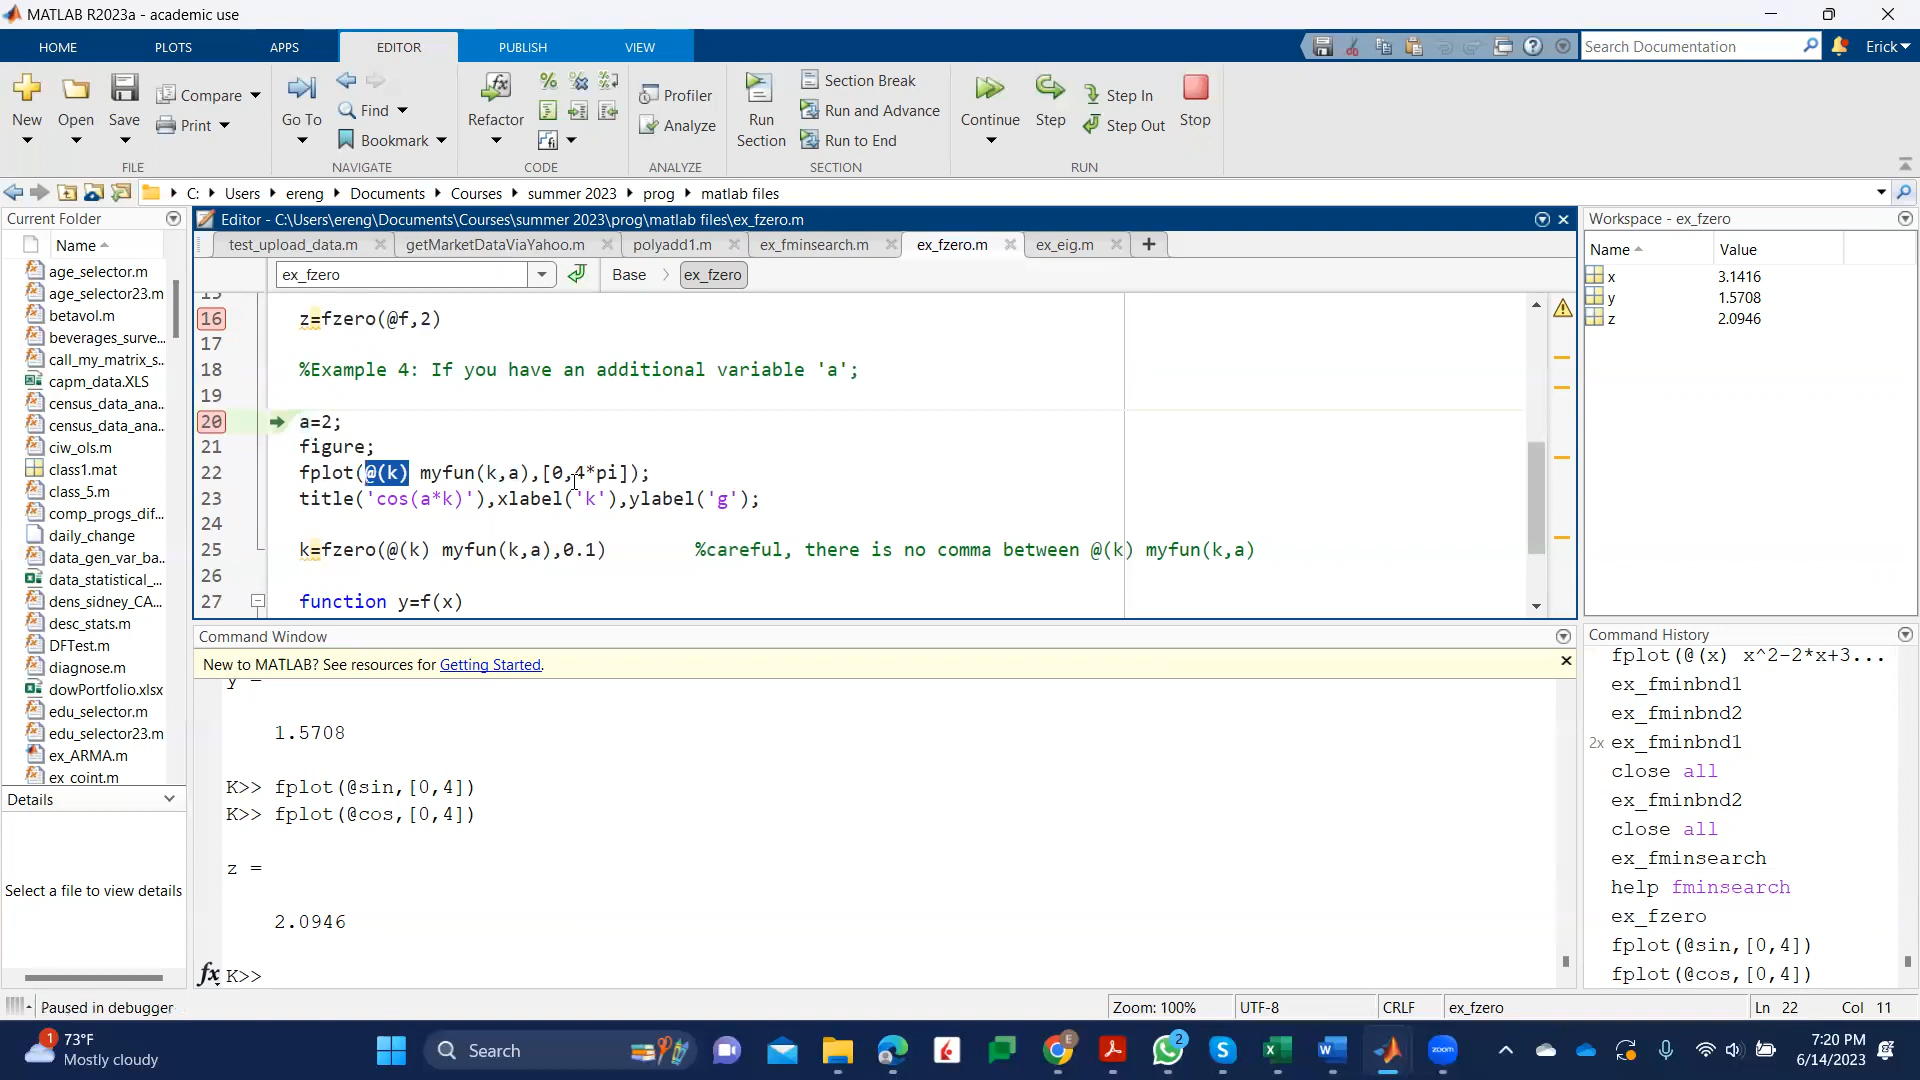 MATLAB R2023a - academic use
HOME PLOTS APPS EDITOR PUBLISH VIEW
Search Documentation Erick
New Open Save Compare Print
FILE
Go To Find Bookmark
NAVIGATE
Refactor
CODE
Profiler Analyze
ANALYZE
Run Section Section Break Run and Advance Run to End
SECTION
Continue Step Step In Step Out Stop
RUN
C: Users ereng Documents Courses summer 2023 prog matlab files
Current Folder
Name
age_selector.m
age_selector23.m
betavol.m
beverages_surve...
call_my_matrix_s...
capm_data.XLS
census_data_ana...
census_data_ana...
ciw_ols.m
class1.mat
class_5.m
comp_progs_dif...
daily_change
data_gen_var_ba...
data_statistical_...
dens_sidney_CA...
desc_stats.m
DFTest.m
diagnose.m
dowPortfolio.xlsx
edu_selector.m
edu_selector23.m
ex_ARMA.m
ex_coint.m
Details
Select a file to view details
Editor - C:\Users\ereng\Documents\Courses\summer 2023\prog\matlab files\ex_fzero.m
test_upload_data.m getMarketDataViaYahoo.m polyadd1.m ex_fminsearch.m ex_fzero.m ex_eig.m
ex_fzero Base ex_fzero
15
16 z=fzero(@f,2)
17
18 %Example 4: If you have an additional variable 'a';
19
20 a=2;
21 figure;
22 fplot(@(k) myfun(k,a),[0,4*pi]);
23 title('cos(a*k)'),xlabel('k'),ylabel('g');
24
25 k=fzero(@(k) myfun(k,a),0.1) %careful, there is no comma between @(k) myfun(k,a)
26
27 function y=f(x)
Command Window
New to MATLAB? See resources for Getting Started.
y =
1.5708
K>> fplot(@sin,[0,4])
K>> fplot(@cos,[0,4])
z =
2.0946
fx K>>
Workspace - ex_fzero
Name Value
x 3.1416
y 1.5708
z 2.0946
Command History
fplot(@(x) x^2-2*x+3...
ex_fminbnd1
ex_fminbnd2
2x ex_fminbnd1
close all
ex_fminbnd2
close all
ex_fminsearch
help fminsearch
ex_fzero
fplot(@sin,[0,4])
fplot(@cos,[0,4])
Paused in debugger
Zoom: 100% UTF-8 CRLF ex_fzero Ln 22 Col 11
1 73°F
Mostly cloudy
Search
E
2
zoom
7:20 PM
6/14/2023